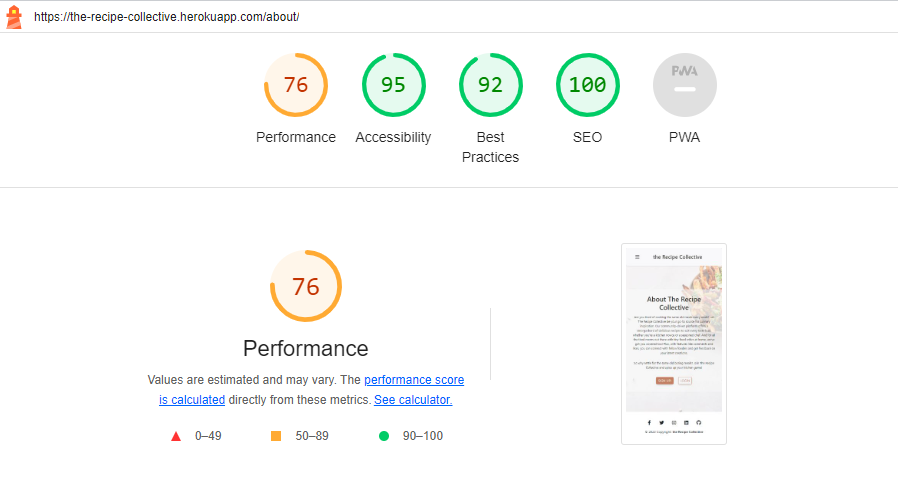 https://the-recipe-collective.herokuapp.com/about/
76
95
92
100
PWA
Performance
Accessibility
Best
Practices
SEO
PWA
76
Performance
Values are estimated and may vary. The performance score
is calculated directly from these metrics. See calculator.
0–49
50–89
90–100
the Recipe Collective
About The Recipe
Collective